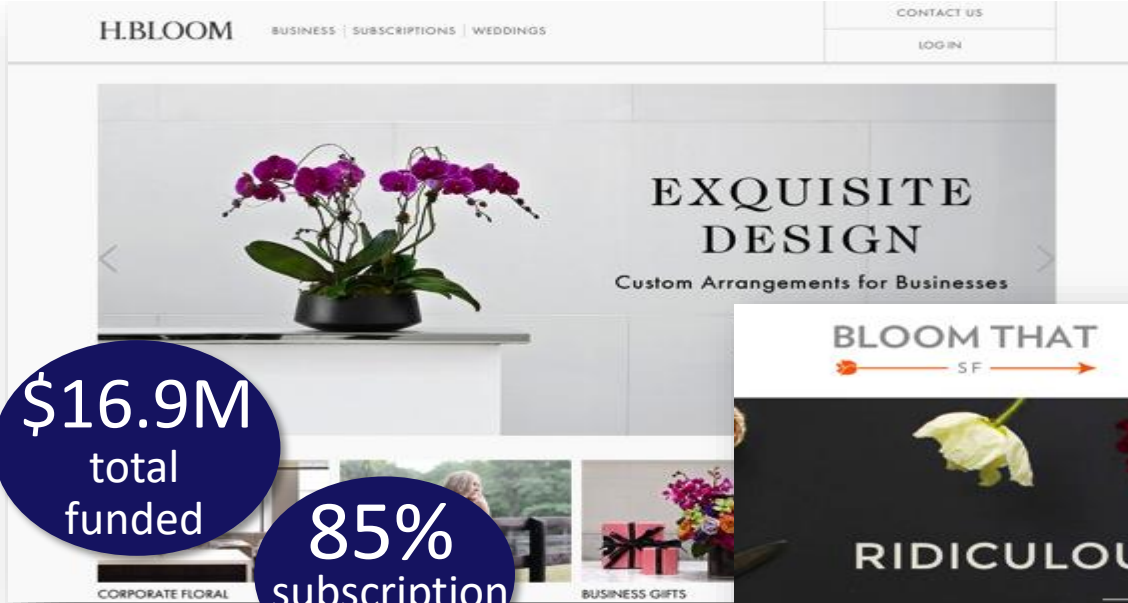 H.BLOOM
BUSINESS | SUBSCRIPTIONS | WEDDINGS
CONTACT US
LOG IN
EXQUISITE
DESIGN
Custom Arrangements for Businesses
$16.9M
total
funded
85%
subscription
CORPORATE FLORAL
BUSINESS GIFTS
BLOOM THAT
SF
RIDICULOU